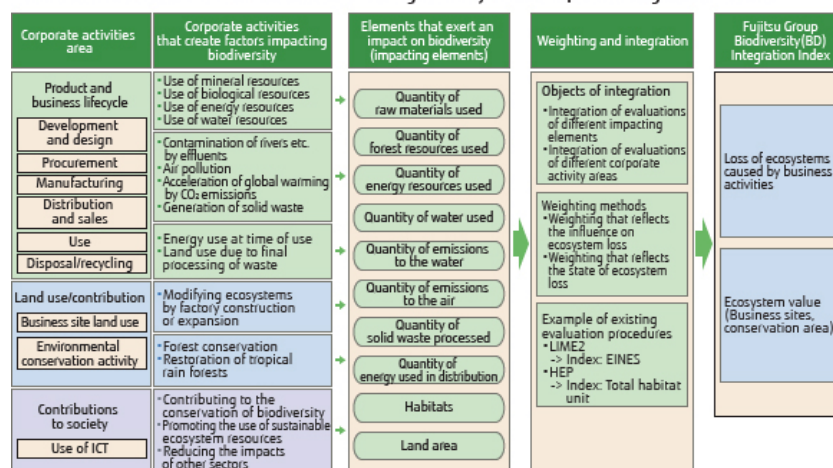 Corporate activities
area
Corporate activities
that create factors impacting
biodiversity
Elements that exert an
impact on biodiversity
(impacting elements)
Weighting and integration
Fujitsu Group
Biodiversity(BD)
Integration Index
Product and
business lifecycle
Development
and design
Procurement
Manufacturing
Distribution
and sales
Use
Disposal/recycling
Land use/contribution
Business site land use
Environmental
conservation activity
Contributions
to society
Use of ICT
•Use of mineral resources
•Use of biological resources
•Use of energy resources
•Use of water resources
•Contamination of rivers etc.
by effluents
•Air pollution
•Acceleration of global warming
by CO₂ emissions
•Generation of solid waste
•Energy use at time of use
•Land use due to final
processing of waste
•Modifying ecosystems
by factory construction
or expansion
•Forest conservation
•Restoration of tropical
rain forests
•Contributing to the
conservation of biodiversity
•Promoting the use of sustainable
ecosystem resources
•Reducing the impacts
of other sectors
Quantity of
raw materials used
Quantity of
forest resources used
Quantity of
energy resources used
Quantity of water used
Quantity of emissions
to the water
Quantity of emissions
to the air
Quantity of
solid waste processed
Quantity of
energy used in distribution
Habitats
Land area
Objects of integration
•Integration of evaluations
of different impacting
elements
•Integration of evaluations
of different corporate
activity areas
Weighting methods
•Weighting that reflects
the influence on
ecosystem loss
•Weighting that reflects
the state of ecosystem
loss
Example of existing
evaluation procedures
•LIME2
-> Index: EINES
•HEP
-> Index: Total habitat
unit
Loss of ecosystems
caused by business
activities
Ecosystem value
(Business sites,
conservation area)